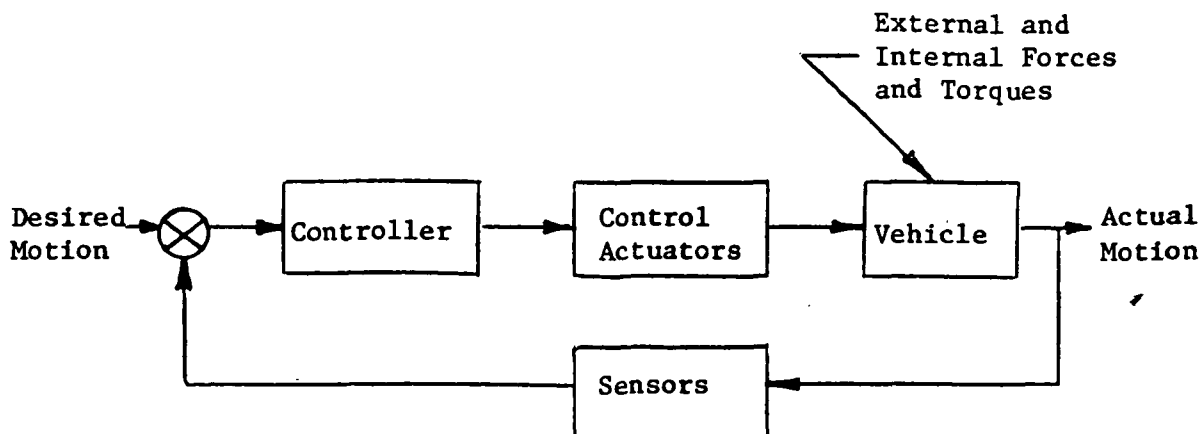 External and
Internal Forces
and Torques
Desired
Motion
Controller
Control
Actuators
Vehicle
Actual
Motion
Sensors